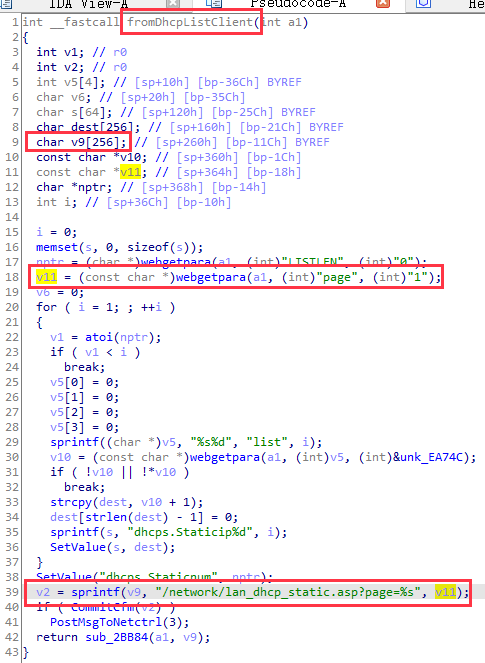 IDA View-A Pseudocode-A Hex
1 int __fastcall fromDhcpListClient(int a1)
2 {
3 int v1; // r0
4 int v2; // r0
5 int v5[4]; // [sp+10h] [bp-36Ch] BYREF
6 char v6; // [sp+20h] [bp-35Ch]
7 char s[64]; // [sp+120h] [bp-25Ch] BYREF
8 char dest[256]; // [sp+160h] [bp-21Ch] BYREF
9 char v9[256]; // [sp+260h] [bp-11Ch] BYREF
10 const char *v10; // [sp+360h] [bp-1Ch]
11 const char *v11; // [sp+364h] [bp-18h]
12 char *nptr; // [sp+368h] [bp-14h]
13 int i; // [sp+36Ch] [bp-10h]
14
15 i = 0;
16 memset(s, 0, sizeof(s));
17 nptr = (char *)webgetpara(a1, (int)"LISTLEN", (int)"0");
18 v11 = (const char *)webgetpara(a1, (int)"page", (int)"1");
19 v6 = 0;
20 for ( i = 1; ; ++i )
21 {
22 v1 = atoi(nptr);
23 if ( v1 < i )
24 break;
25 v5[0] = 0;
26 v5[1] = 0;
27 v5[2] = 0;
28 v5[3] = 0;
29 sprintf((char *)v5, "%s%d", "list", i);
30 v10 = (const char *)webgetpara(a1, (int)v5, (int)&unk_EA74C);
31 if ( !v10 || !*v10 )
32 break;
33 strcpy(dest, v10 + 1);
34 dest[strlen(dest) - 1] = 0;
35 sprintf(s, "dhcps.Staticip%d", i);
36 SetValue(s, dest);
37 }
38 SetValue("dhcps.Staticnum", nptr);
39 v2 = sprintf(v9, "/network/lan_dhcp_static.asp?page=%s", v11);
40 if ( CommitCfm(v2) )
41 PostMsgToNetctrl(3);
42 return sub_2BB84(a1, v9);
43 }